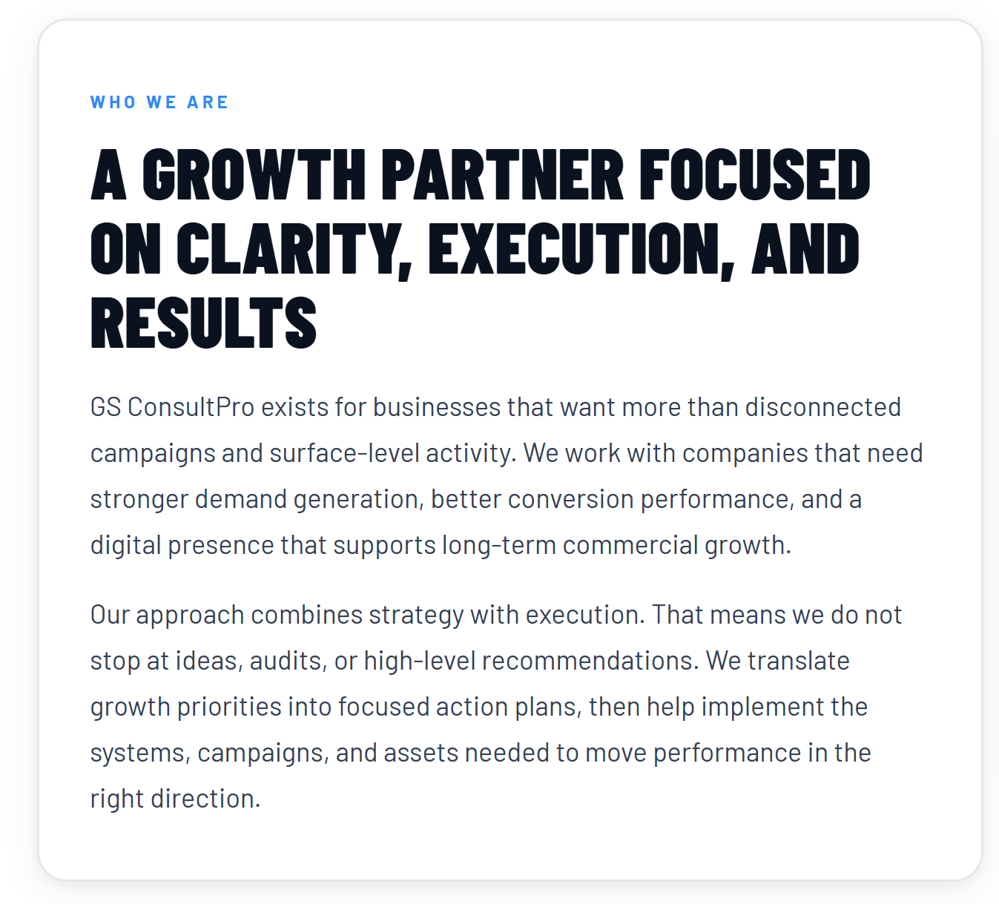 WHO WE ARE
A GROWTH PARTNER FOCUSED
ON CLARITY, EXECUTION, AND
RESULTS
GS ConsultPro exists for businesses that want more than disconnected
campaigns and surface-level activity. We work with companies that need
stronger demand generation, better conversion performance, and a
digital presence that supports long-term commercial growth.
Our approach combines strategy with execution. That means we do not
stop at ideas, audits, or high-level recommendations. We translate
growth priorities into focused action plans, then help implement the
systems, campaigns, and assets needed to move performance in the
right direction.